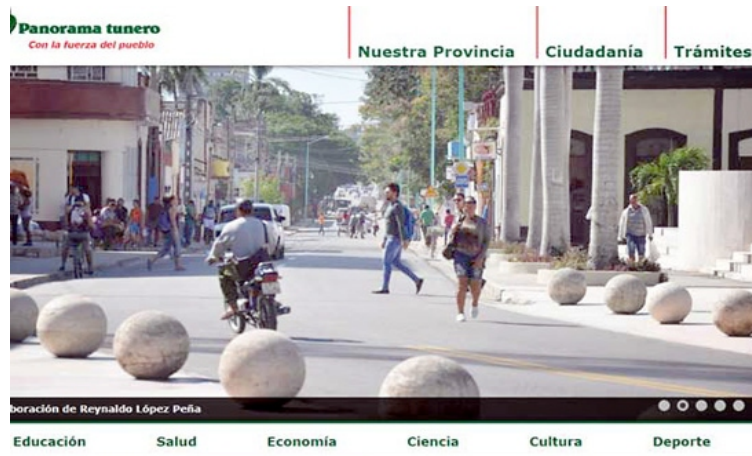 Panorama tunero
Con la fuerza del pueblo
Nuestra Provincia
Ciudadanía
Trámites
boración de Reynaldo López Peña
Educación
Salud
Economía
Ciencia
Cultura
Deporte